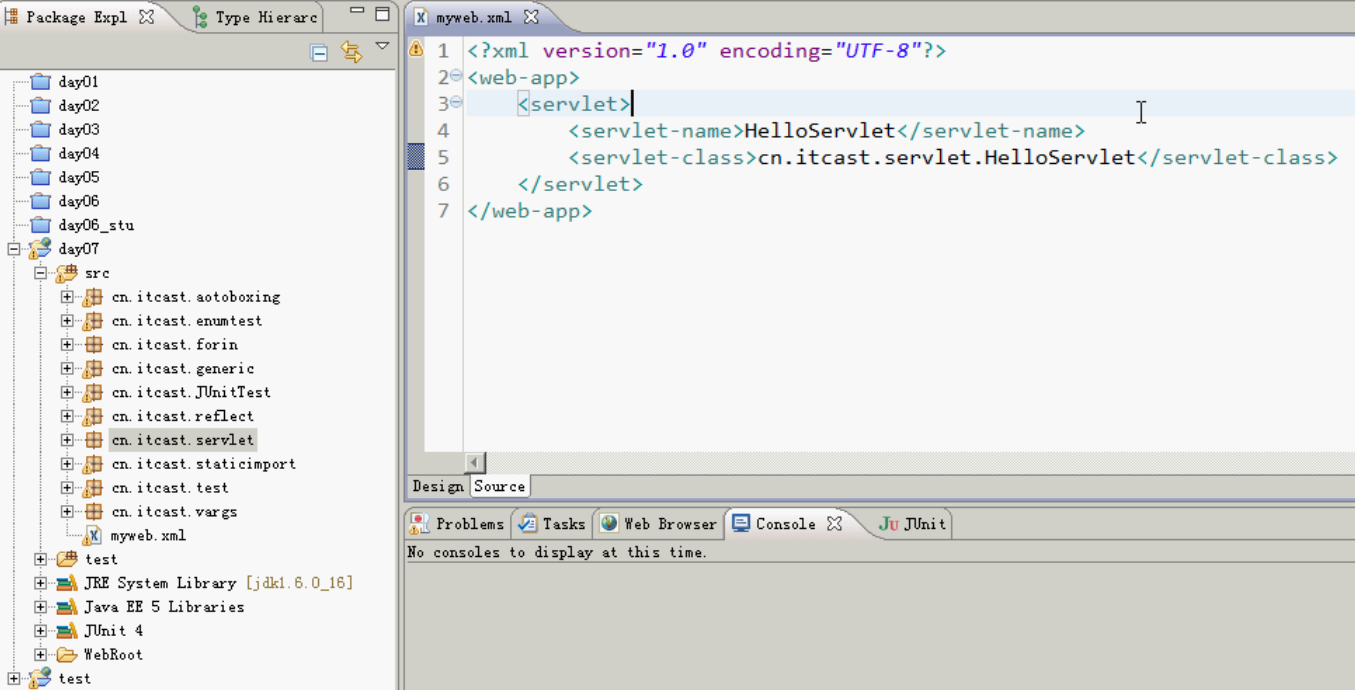 Package Expl
Type Hierarc
day01
day02
day03
day04
day05
day06
day06_stu
day07
src
cn.itcast.aotoboxing
cn.itcast.enumtest
cn.itcast.forin
cn.itcast.generic
cn.itcast.JUnitTest
cn.itcast.reflect
cn.itcast.servlet
cn.itcast.staticimport
cn.itcast.test
cn.itcast.vargs
myweb.xml
test
JRE System Library [jdk1.6.0_16]
Java EE 5 Libraries
JUnit 4
WebRoot
test
myweb.xml
1 <?xml version="1.0" encoding="UTF-8"?>
2 <web-app>
3 <servlet>
4 <servlet-name>HelloServlet</servlet-name>
5 <servlet-class>cn.itcast.servlet.HelloServlet</servlet-class>
6 </servlet>
7 </web-app>
Design Source
Problems Tasks Web Browser Console JU JUnit
No consoles to display at this time.